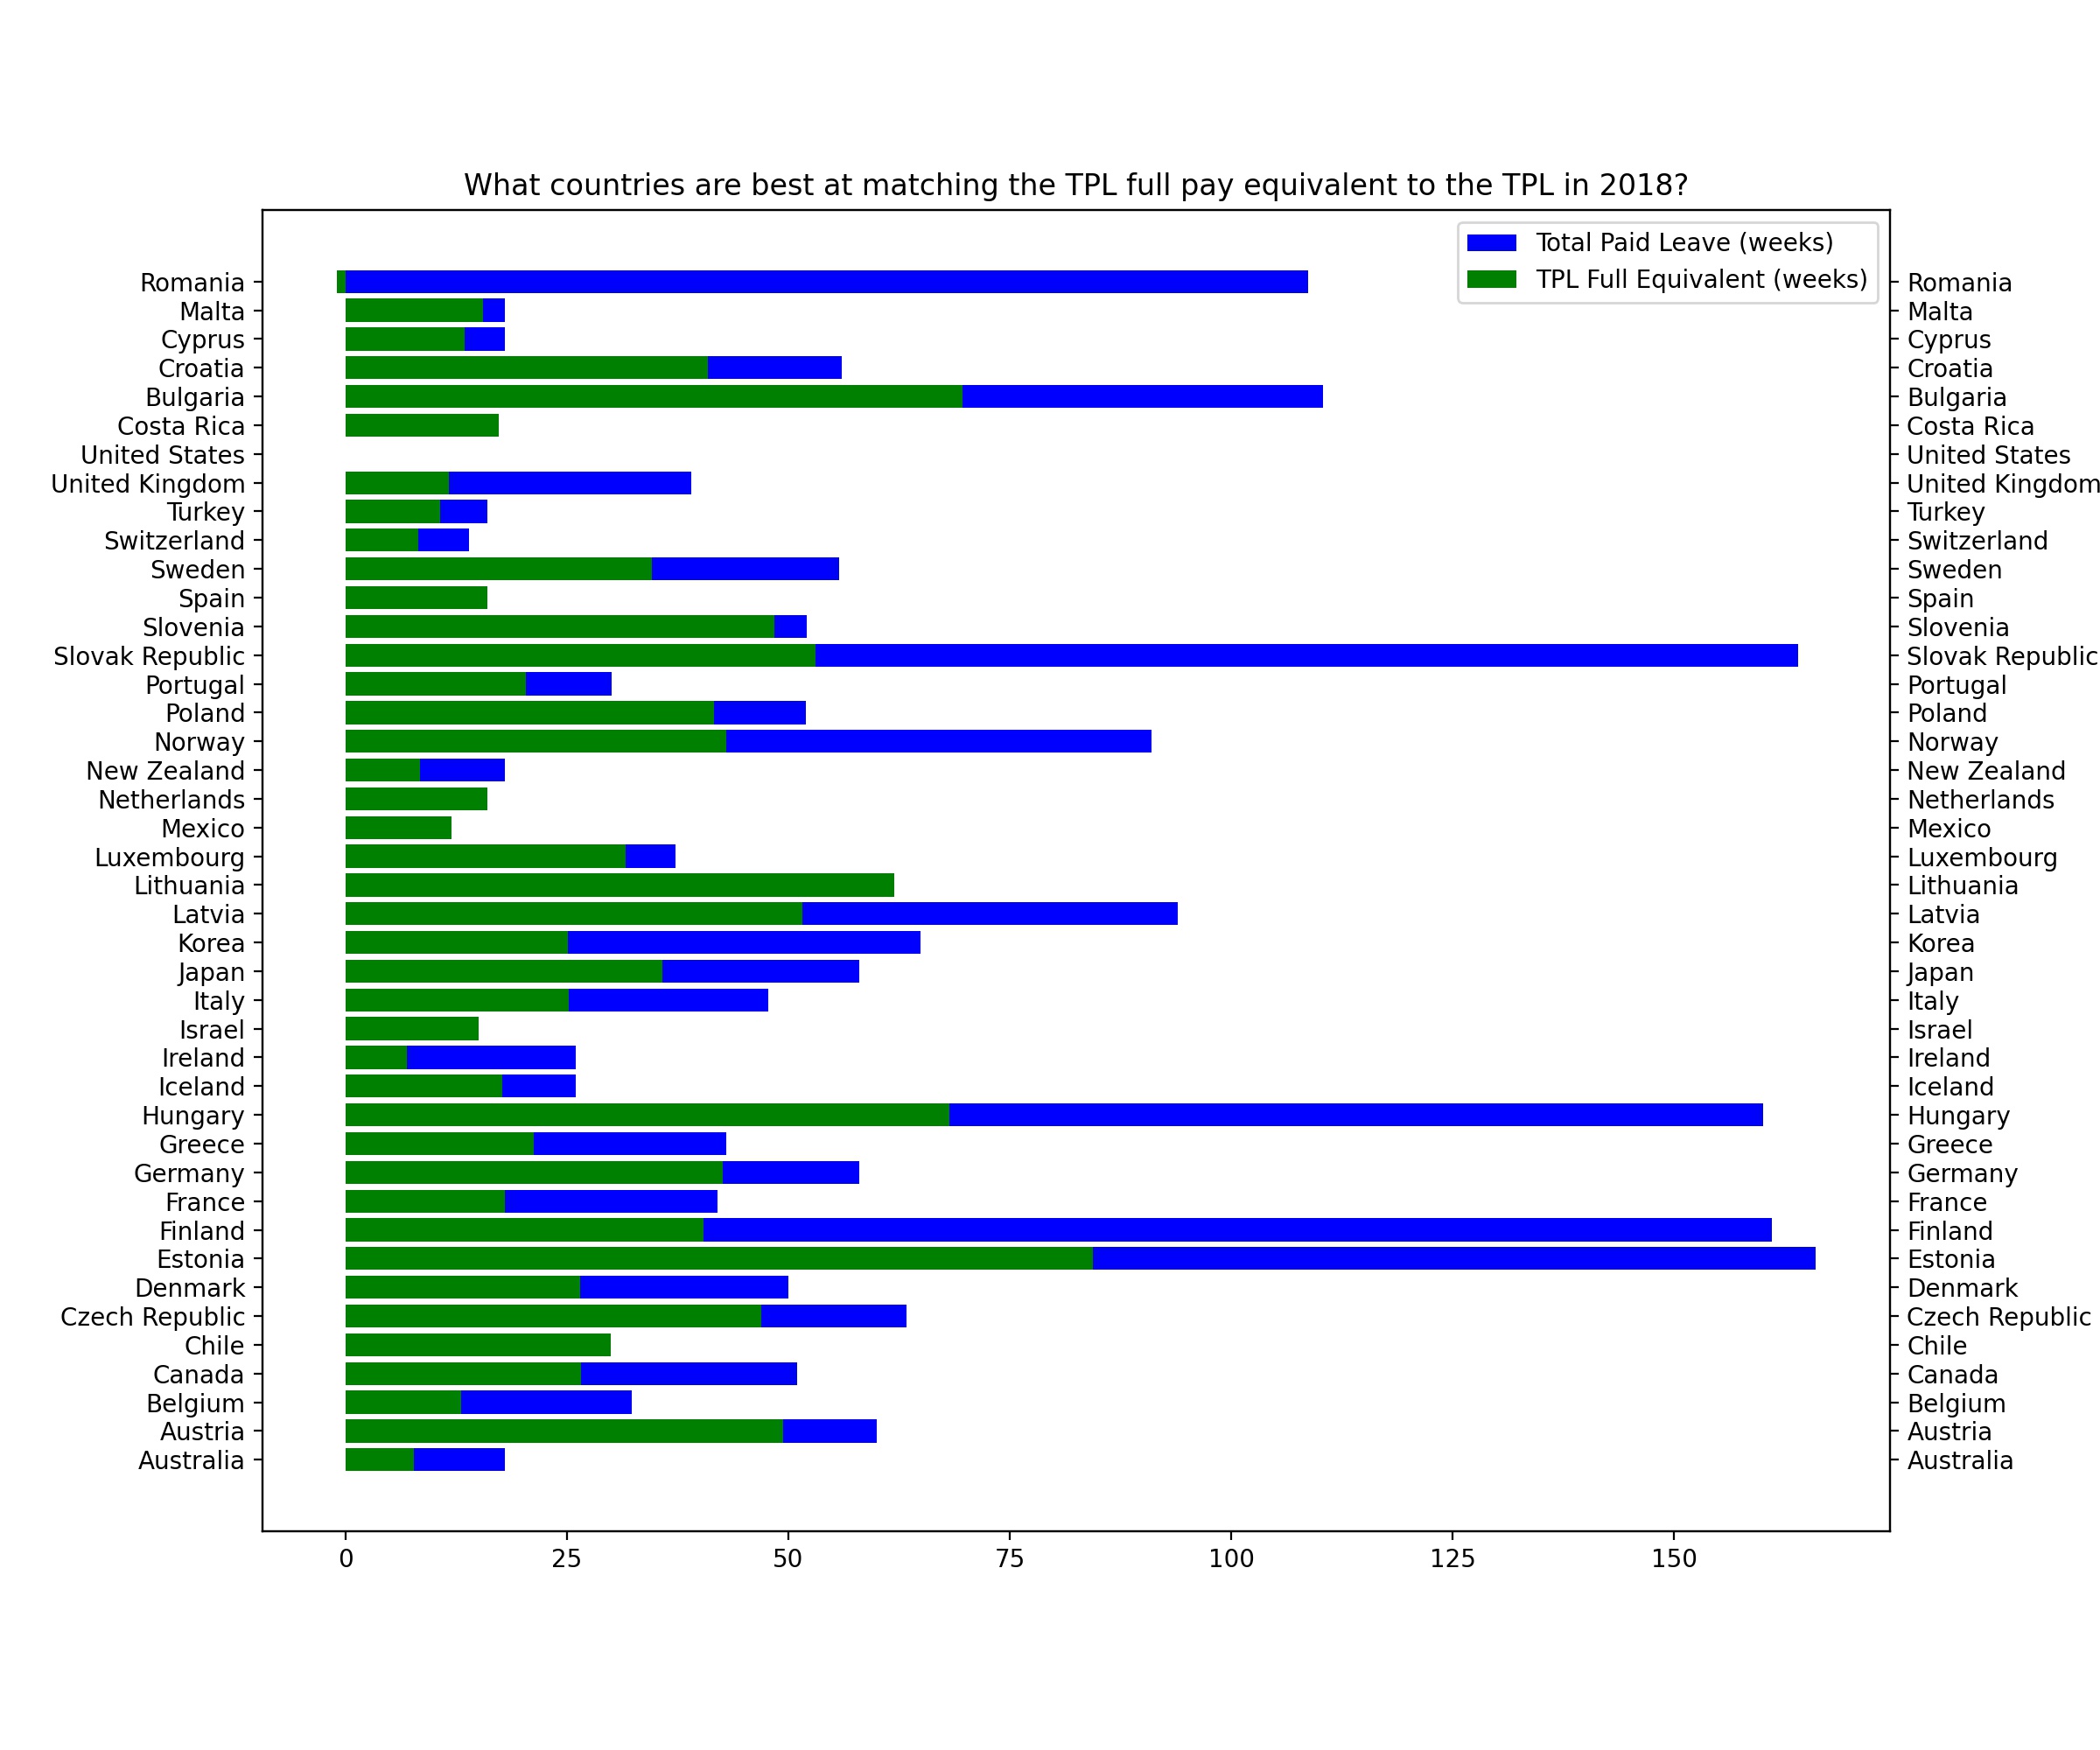 What countries are best at matching the TPL full pay equivalent to the TPL in 2018?
Total Paid Leave (weeks)
TPL Full Equivalent (weeks)
Romania Romania
Malta Malta
Cyprus Cyprus
Croatia Croatia
Bulgaria Bulgaria
Costa Rica Costa Rica
United States United States
United Kingdom United Kingdom
Turkey Turkey
Switzerland Switzerland
Sweden Sweden
Spain Spain
Slovenia Slovenia
Slovak Republic Slovak Republic
Portugal Portugal
Poland Poland
Norway Norway
New Zealand New Zealand
Netherlands Netherlands
Mexico Mexico
Luxembourg Luxembourg
Lithuania Lithuania
Latvia Latvia
Korea Korea
Japan Japan
Italy Italy
Israel Israel
Ireland Ireland
Iceland Iceland
Hungary Hungary
Greece Greece
Germany Germany
France France
Finland Finland
Estonia Estonia
Denmark Denmark
Czech Republic Czech Republic
Chile Chile
Canada Canada
Belgium Belgium
Austria Austria
Australia Australia
0 25 50 75 100 125 150